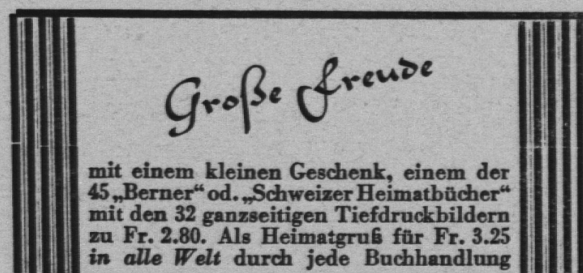 Große Freude
mit einem kleinen Geschenk, einem der
45 „Berner“ od. „Schweizer Heimatbücher“
mit den 32 ganzseitigen Tiefdruckbildern
zu Fr. 2.80. Als Heimatgruß für Fr. 3.25
in alle Welt durch jede Buchhandlung